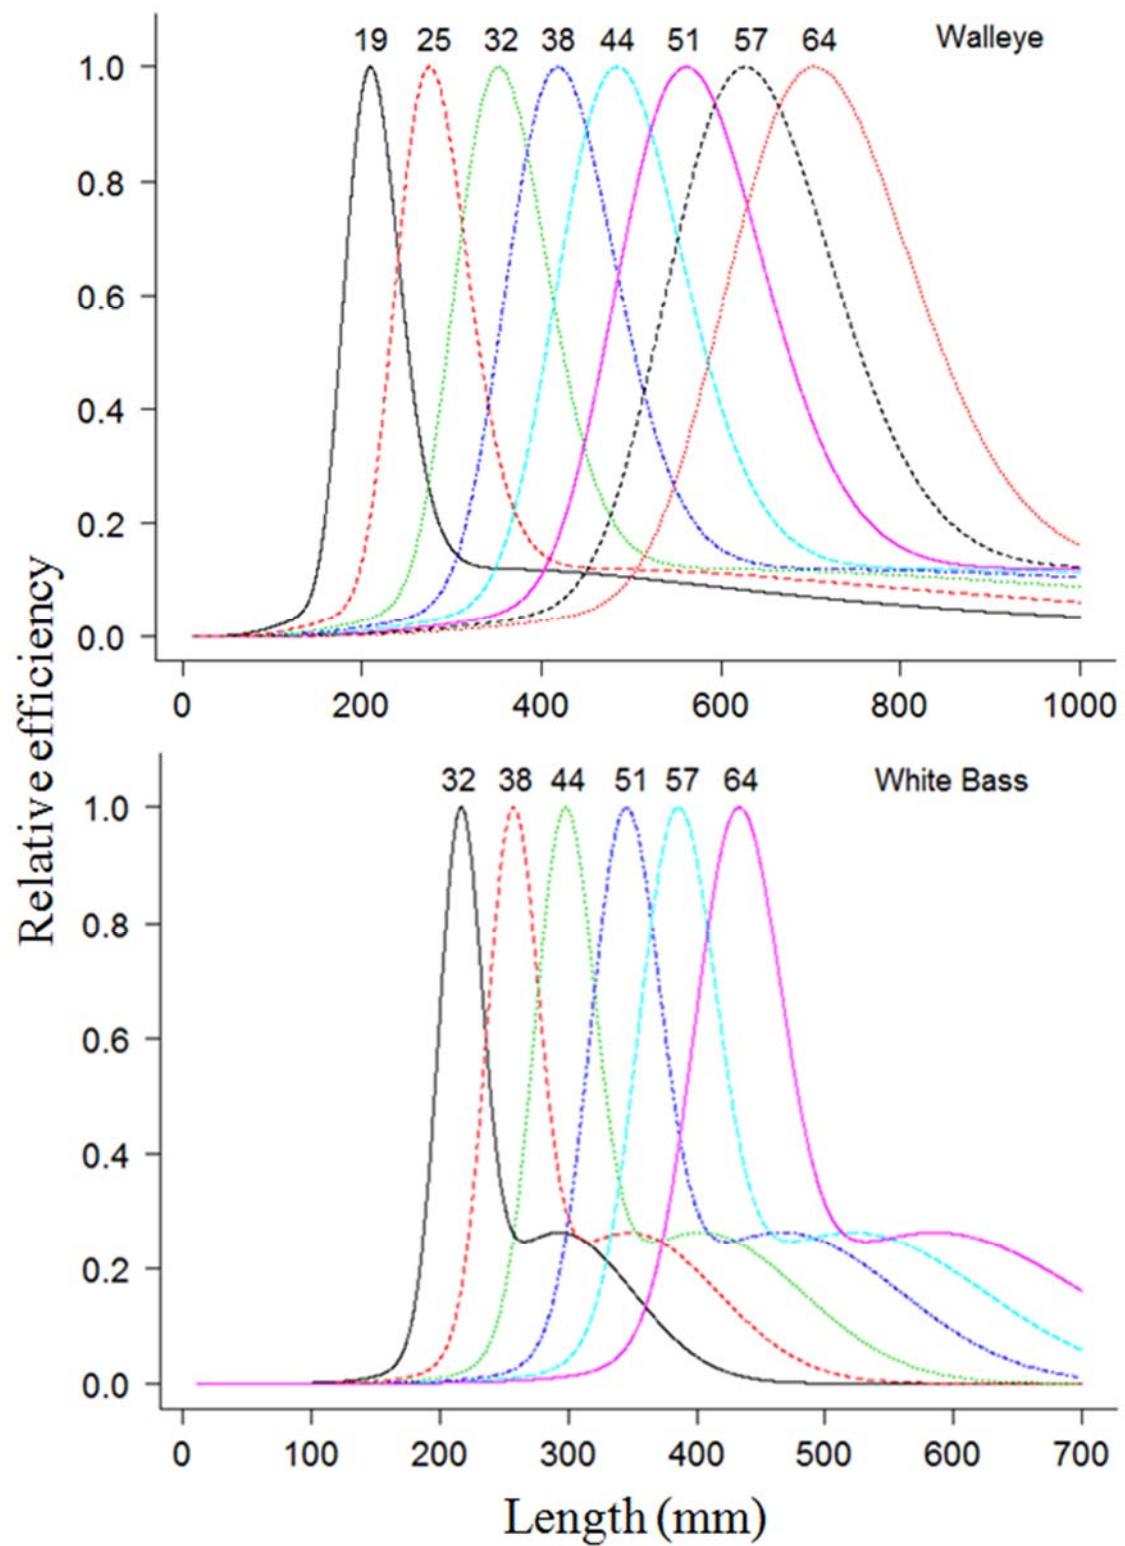 19 25 32 38 44 51 57 64 Walleye
1.0
0.8
0.6
0.4
0.2
0.0
0 200 400 600 800 1000
Relative efficiency
32 38 44 51 57 64 White Bass
1.0
0.8
0.6
0.4
0.2
0.0
0 100 200 300 400 500 600 700
Length (mm)